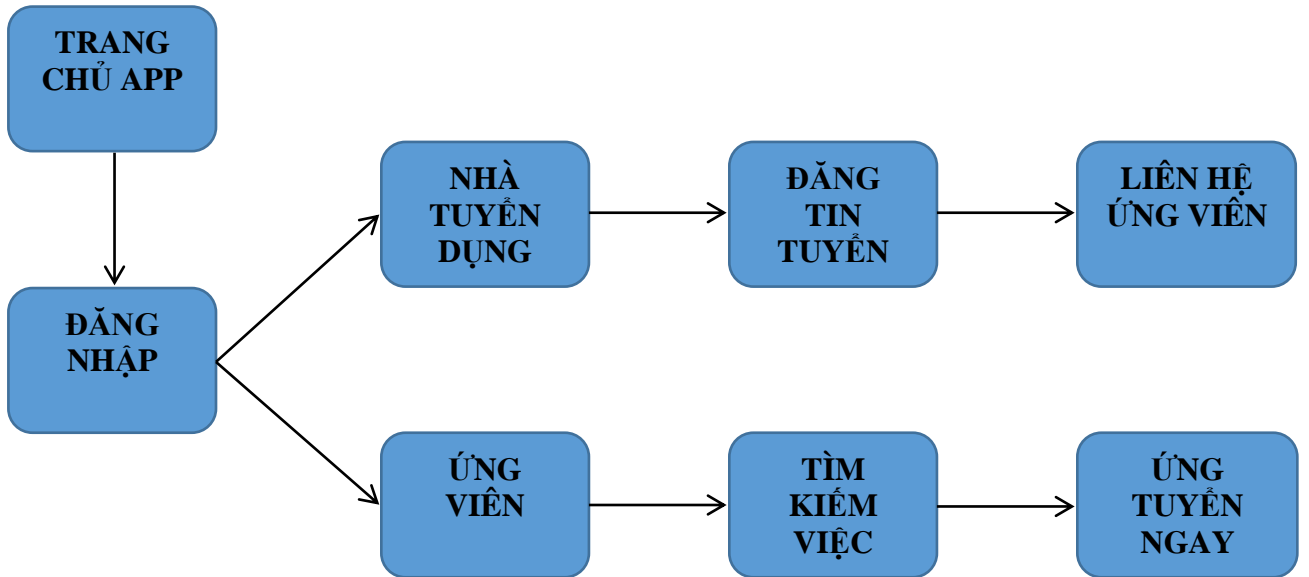 TRANG
CHỦ APP
ĐĂNG
NHẬP
NHÀ
TUYỂN
DỤNG
ĐĂNG
TIN
TUYỂN
LIÊN HỆ
ỨNG VIÊN
ỨNG
VIÊN
TÌM
KIẾM
VIỆC
ỨNG
TUYỂN
NGAY